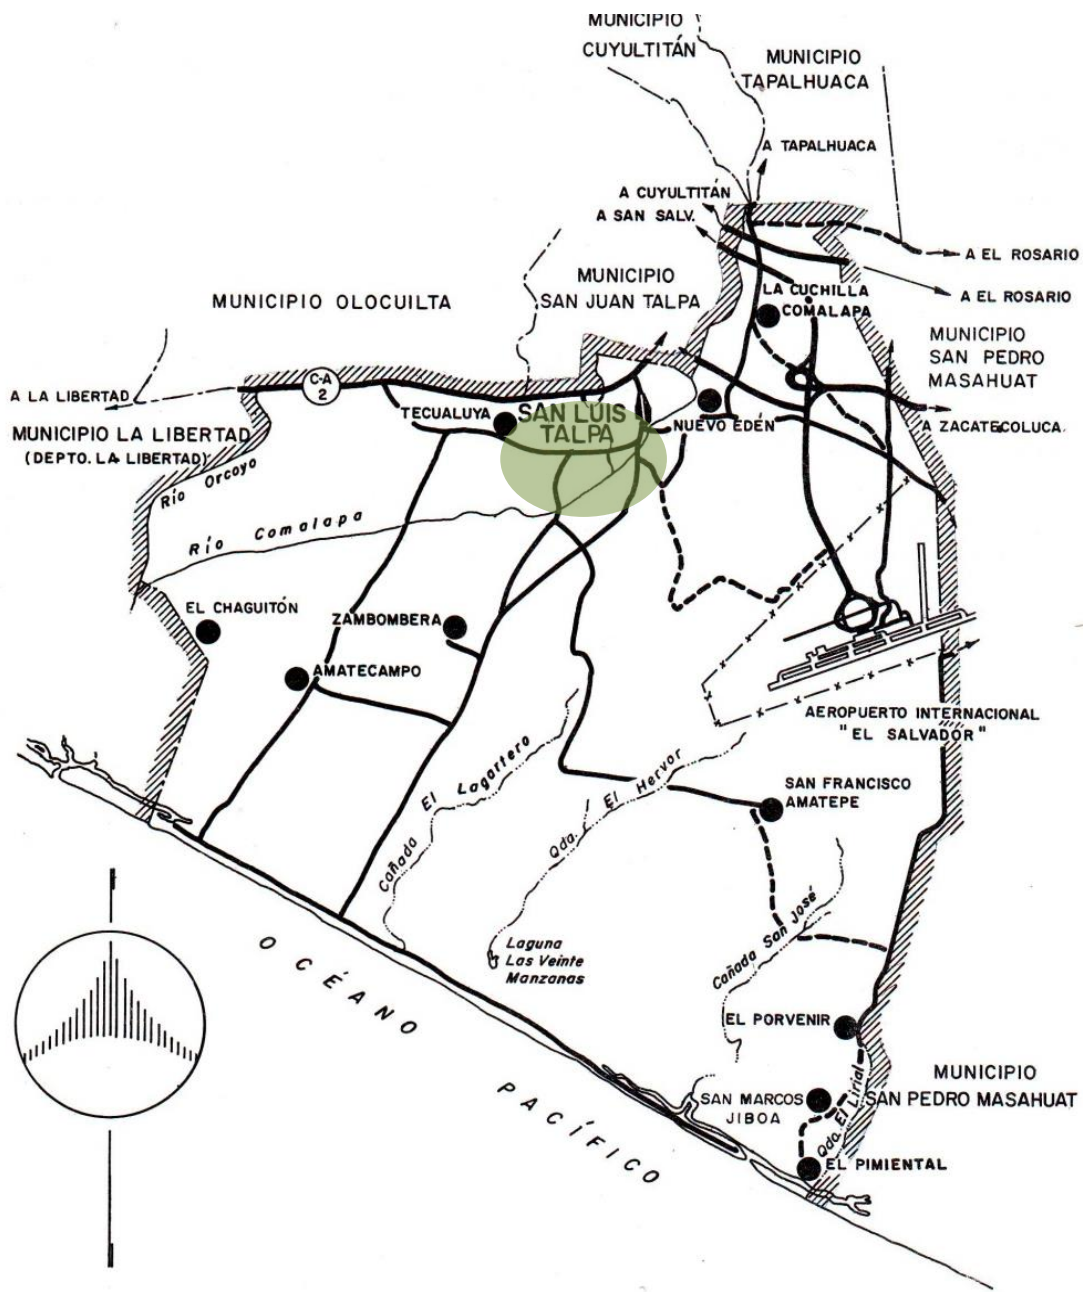 MUNICIPIO
CUYULTITÁN
MUNICIPIO
TAPALHUACA
A TAPALHUACA
A CUYULTITÁN
A SAN SALV.
A EL ROSARIO
MUNICIPIO
SAN JUAN TALPA
MUNICIPIO OLOCUILTA
LA CUCHILLA
COMALAPA
A EL ROSARIO
MUNICIPIO
SAN PEDRO
MASAHUAT
C-A
2
A LA LIBERTAD
TECUALUYA
SAN LUIS
TALPA
NUEVO EDÉN
A ZACATECOLUCA
MUNICIPIO LA LIBERTAD
(DEPTO. LA LIBERTAD)
Río Orcoyo
Río Comalapa
EL CHAGUITÓN
ZAMBOMBERA
AMATECAMPO
AEROPUERTO INTERNACIONAL
"EL SALVADOR"
Cañada El Lagartero
Qda. El Hervor
SAN FRANCISCO
AMATEPE
Cañada San José
Laguna
Las Veinte
Manzanas
OCÉANO
PACÍFICO
EL PORVENIR
MUNICIPIO
SAN PEDRO MASAHUAT
SAN MARCOS
JIBOA
Qda. El Lirial
EL PIMIENTAL